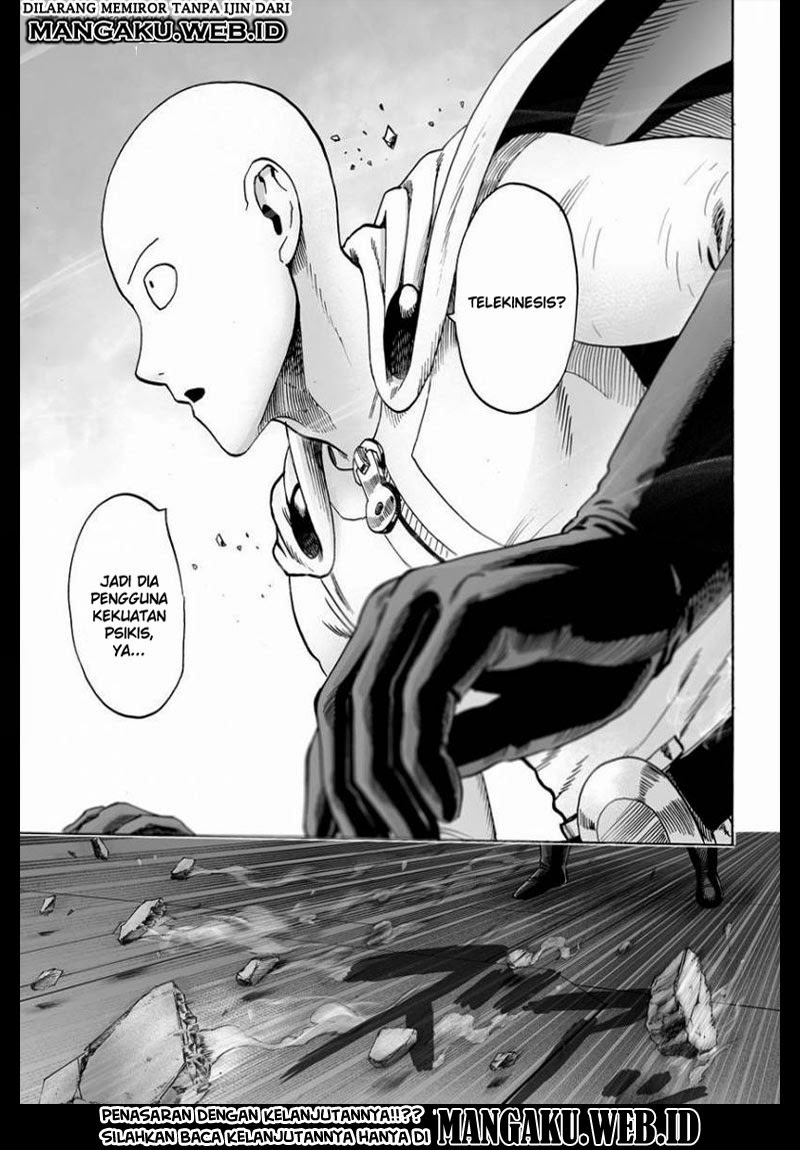 DILARANG MEMIROR TANPA IJIN DARI
MANGAKU.WEB.ID
TELEKINESIS?
JADI DIA
PENGGUNA
KEKUATAN
PSIKIS,
YA...
PENASARAN DENGAN KELANJUTANNYA!!??
SILAHKAN BACA KELANJUTANNYA HANYA DI MANGAKU.WEB.ID